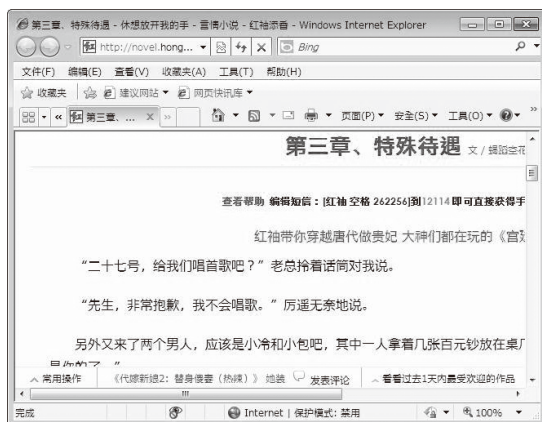 第三章、特殊待遇 - 休想放开我的手 - 言情小说 - 红袖添香 - Windows Internet Explorer
http://novel.hong... Bing
文件(F) 编辑(E) 查看(V) 收藏夹(A) 工具(T) 帮助(H)
收藏夹 建议网站 网页快讯库
第三章、... X 页面(P) 安全(S) 工具(O)
第三章、特殊待遇 文 /
查看帮助 编辑短信：[红袖 空格 262256]到12114即可直接获得手
红袖带你穿越唐代做贵妃 大神们都在玩的《宫
“二十七号，给我们唱首歌吧？”老总拎着话筒对我说。
“先生，非常抱歉，我不会唱歌。”厉遥无奈地说。
另外又来了两个男人，应该是小冷和小包吧，其中一人拿着几张百元钞放在桌
常用操作 《代嫁新娘2：替身侍妾（热辣）》 她装 发表评论 看看过去1天内最受欢迎的作品
完成 Internet | 保护模式: 禁用 100%